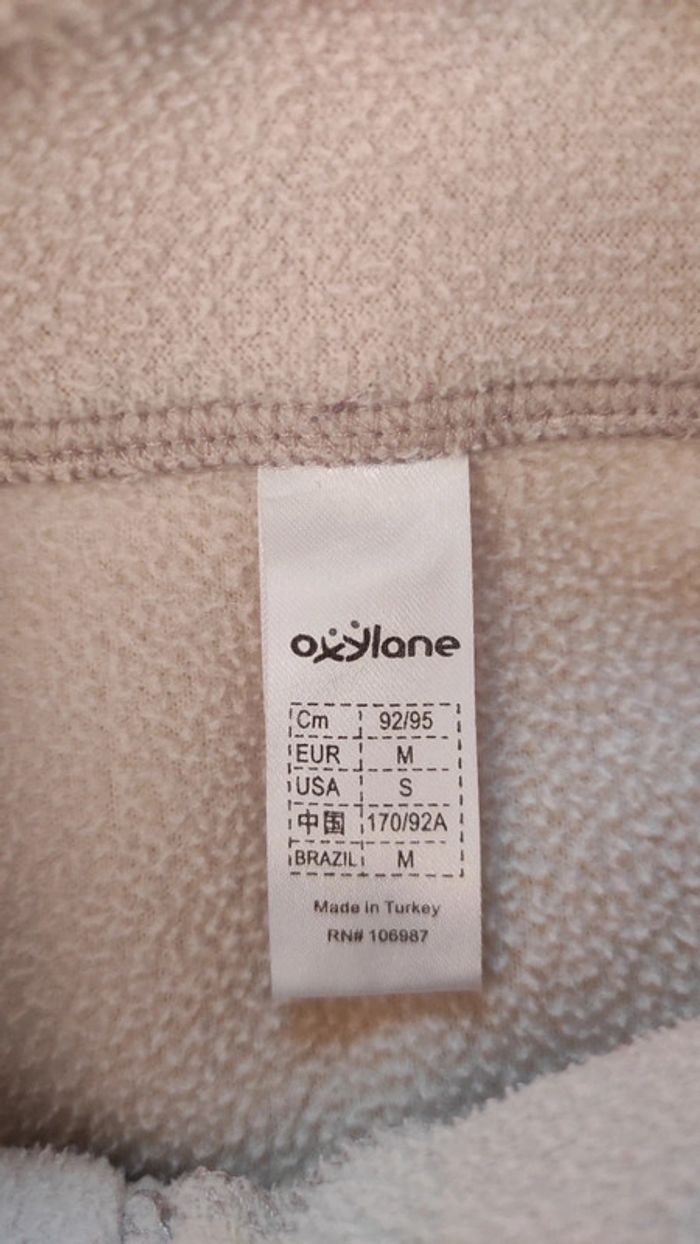 oxylane
Cm 92/95
EUR M
USA S
中国 170/92A
BRAZIL M
Made in Turkey
RN# 106987